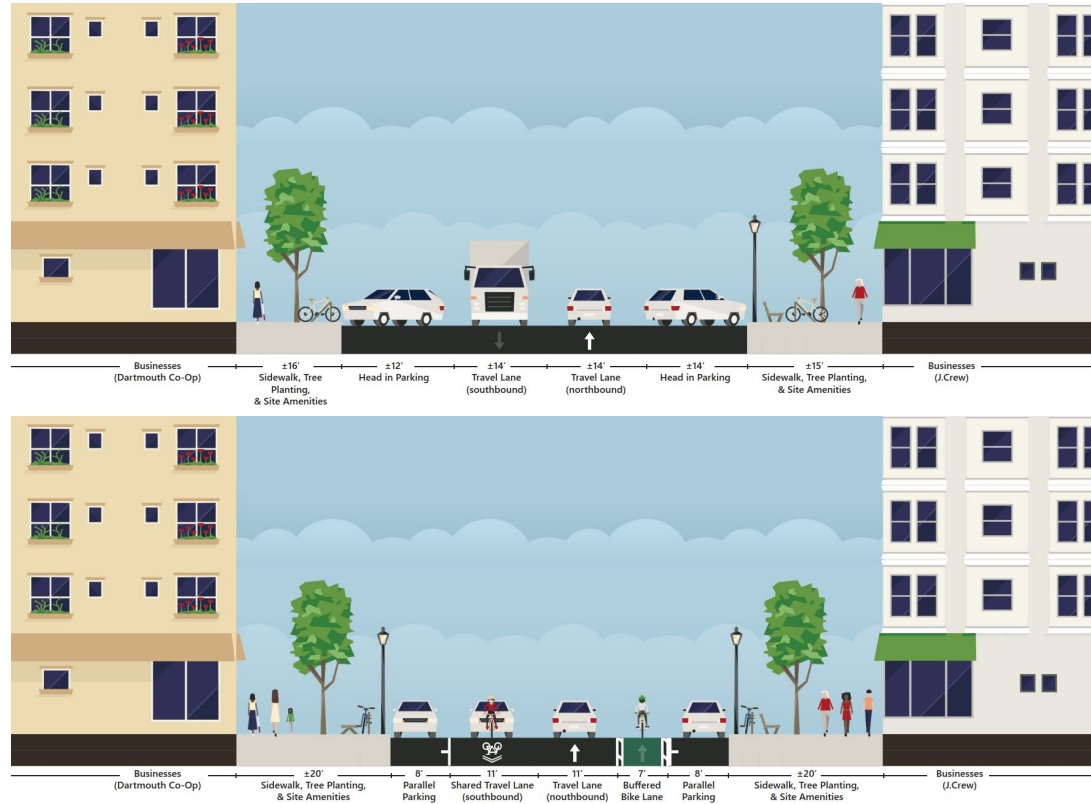 ±16' ±12' ±14' ±14' ±14' ±15'
Businesses
(Dartmouth Co-Op)
Sidewalk, Tree
Planting,
& Site Amenities
Head in Parking
Travel Lane
(southbound)
Travel Lane
(northbound)
Head in Parking
Sidewalk, Tree Planting,
& Site Amenities
Businesses
(J.Crew)
±20' 8' 11' 11' 7' 8' ±20'
Businesses
(Dartmouth Co-Op)
Sidewalk, Tree Planting,
& Site Amenities
Parallel
Parking
Shared Travel Lane
(southbound)
Travel Lane
(nouthbound)
Buffered
Bike Lane
Parallel
Parking
Sidewalk, Tree Planting,
& Site Amenities
Businesses
(J.Crew)